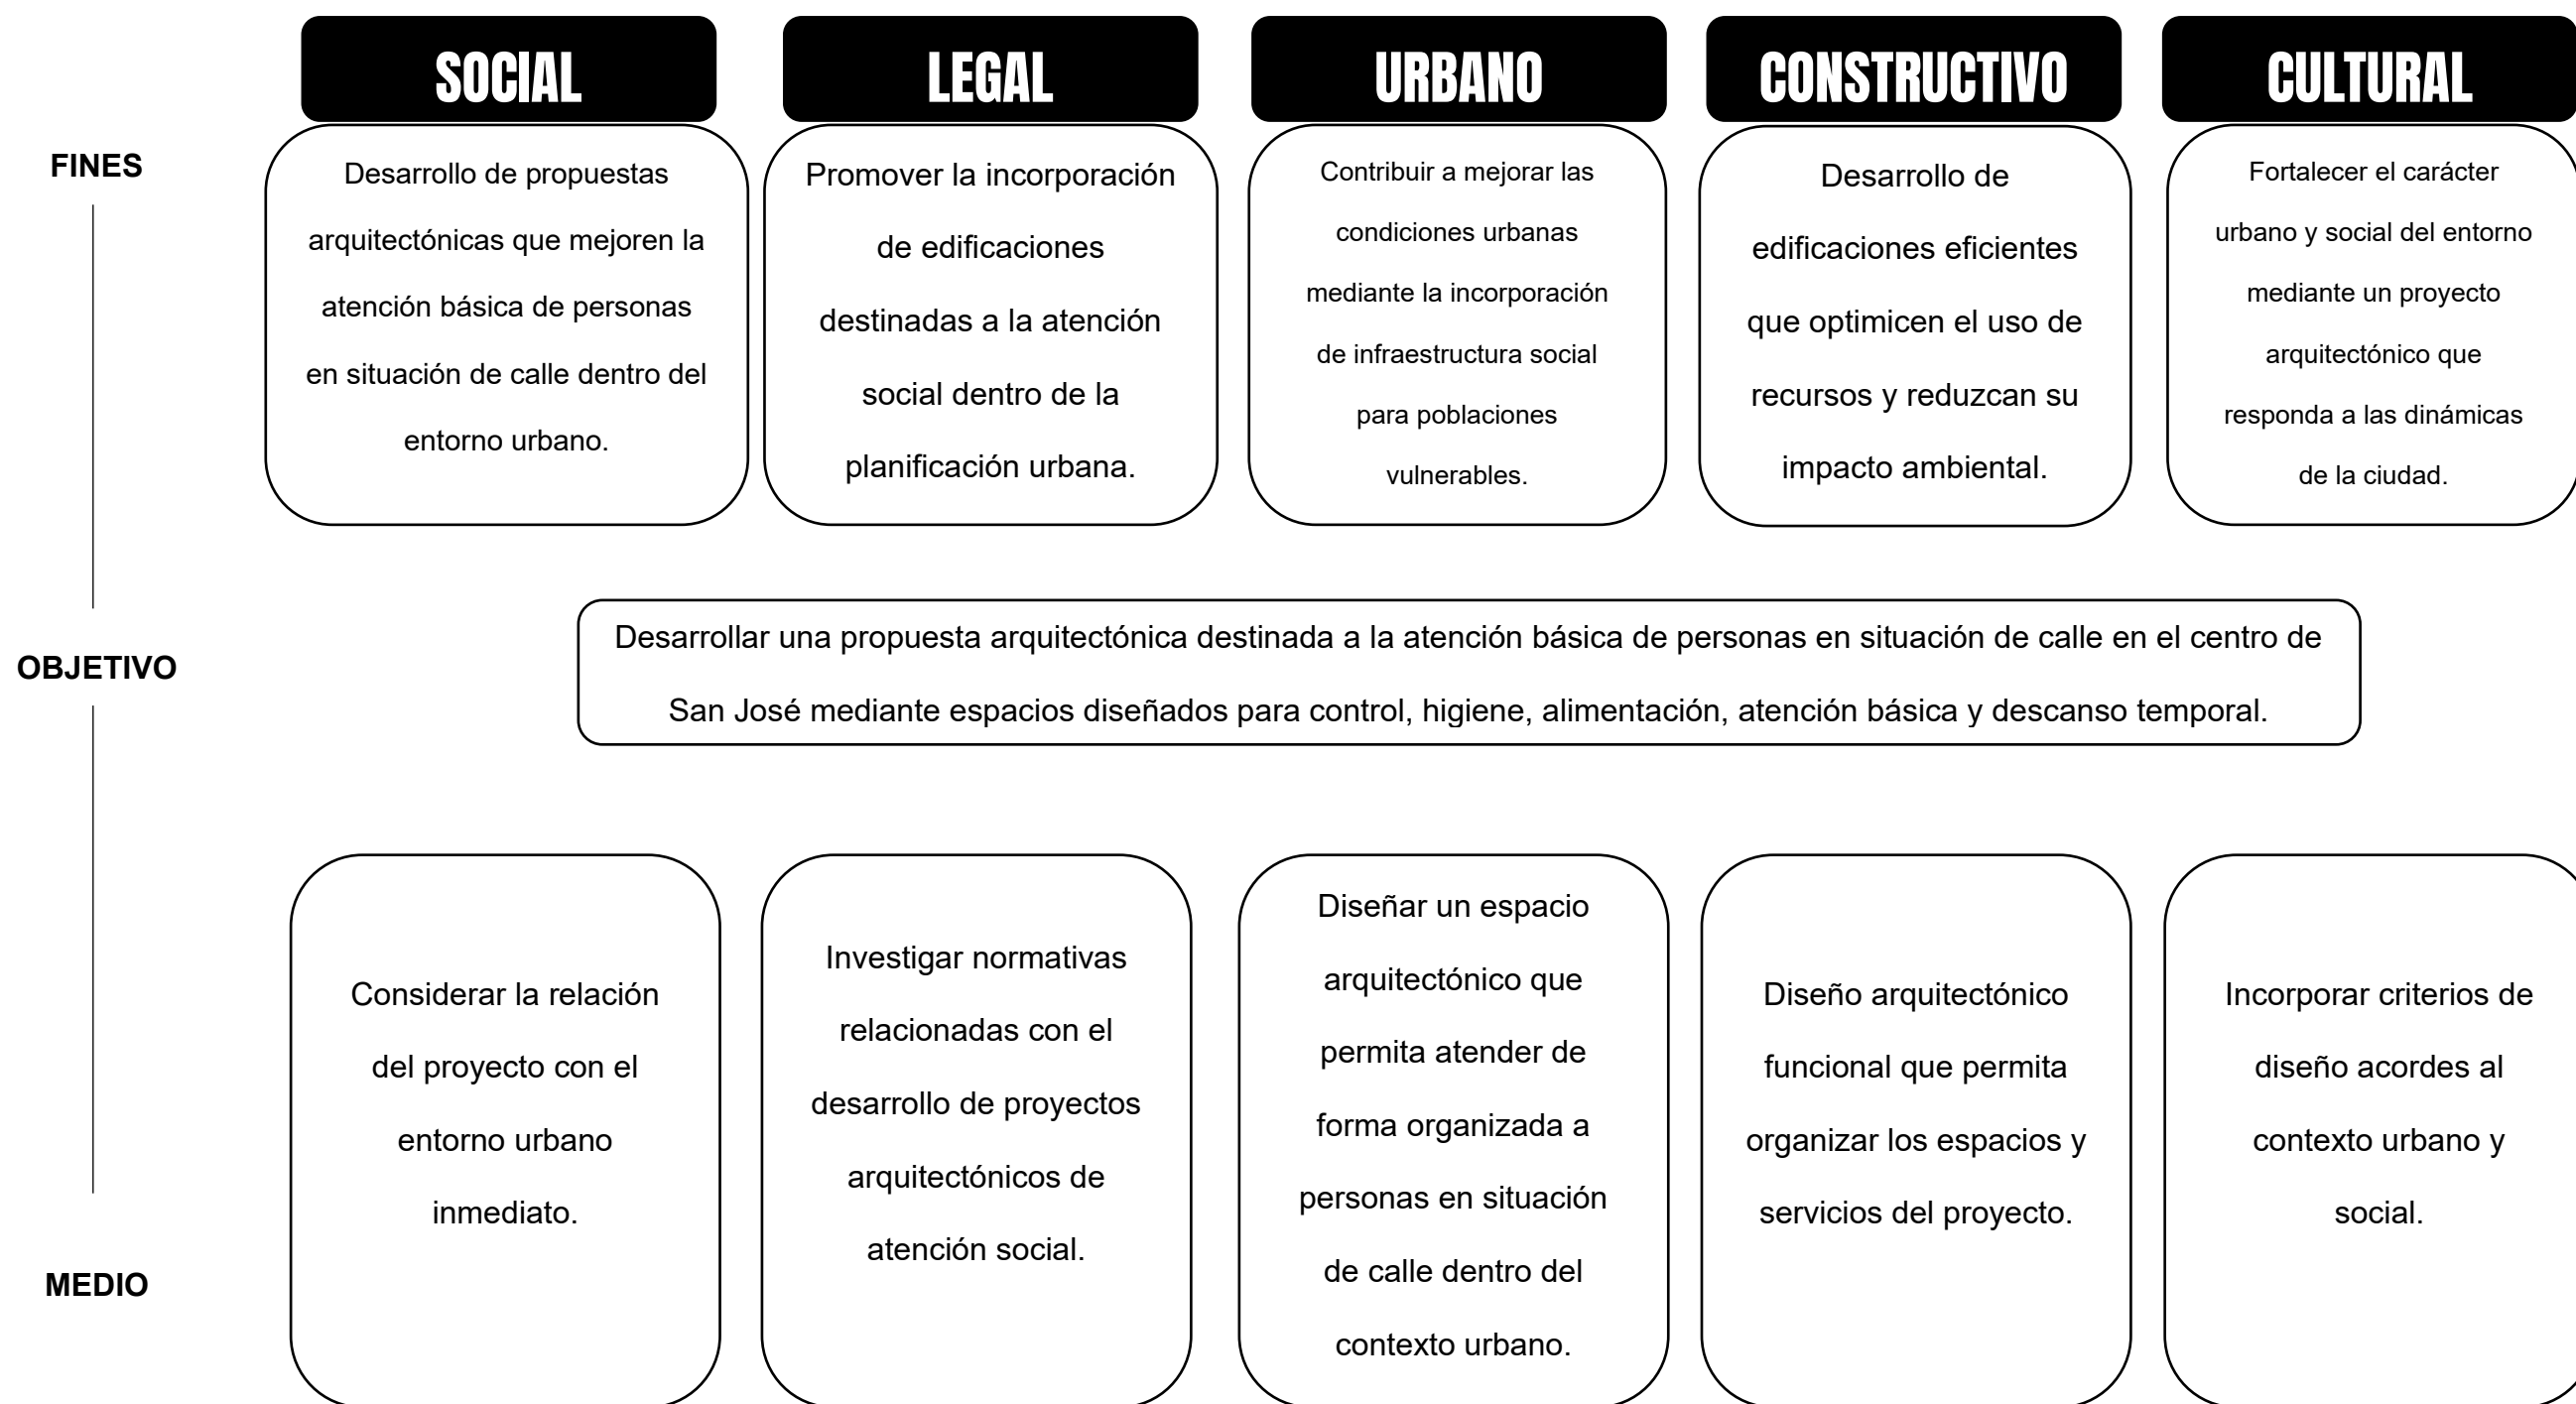 SOCIAL
LEGAL
URBANO
CONSTRUCTIVO
CULTURAL
FINES
Desarrollo de propuestas
arquitectónicas que mejoren la
atención básica de personas
en situación de calle dentro del
entorno urbano.
Promover la incorporación
de edificaciones
destinadas a la atención
social dentro de la
planificación urbana.
Contribuir a mejorar las
condiciones urbanas
mediante la incorporación
de infraestructura social
para poblaciones
vulnerables.
Desarrollo de
edificaciones eficientes
que optimicen el uso de
recursos y reduzcan su
impacto ambiental.
Fortalecer el carácter
urbano y social del entorno
mediante un proyecto
arquitectónico que
responda a las dinámicas
de la ciudad.
OBJETIVO
Desarrollar una propuesta arquitectónica destinada a la atención básica de personas en situación de calle en el centro de
San José mediante espacios diseñados para control, higiene, alimentación, atención básica y descanso temporal.
MEDIO
Considerar la relación
del proyecto con el
entorno urbano
inmediato.
Investigar normativas
relacionadas con el
desarrollo de proyectos
arquitectónicos de
atención social.
Diseñar un espacio
arquitectónico que
permita atender de
forma organizada a
personas en situación
de calle dentro del
contexto urbano.
Diseño arquitectónico
funcional que permita
organizar los espacios y
servicios del proyecto.
Incorporar criterios de
diseño acordes al
contexto urbano y
social.